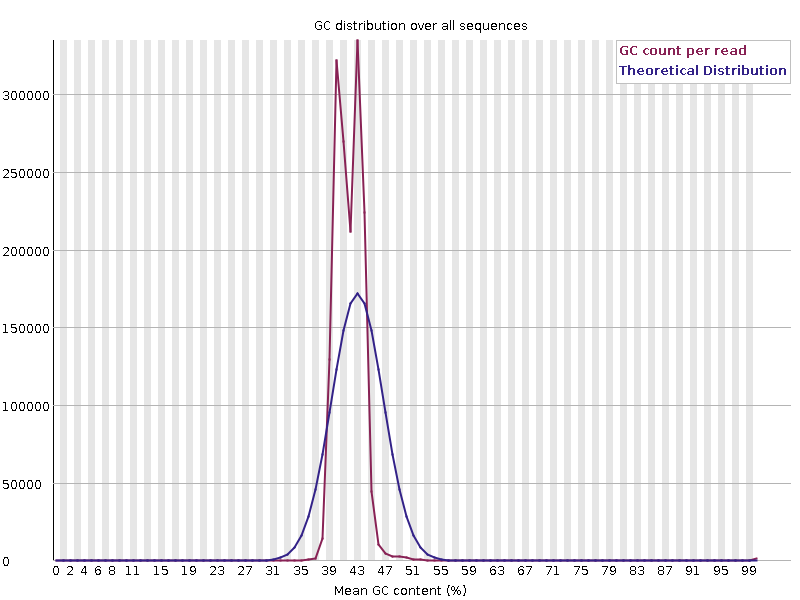 GC distribution over all sequences
GC count per read
Theoretical Distribution
300000
250000
200000
150000
100000
50000
0
0 2 4 6 8 11 15 19 23 27 31 35 39 43 47 51 55 59 63 67 71 75 79 83 87 91 95 99
Mean GC content (%)